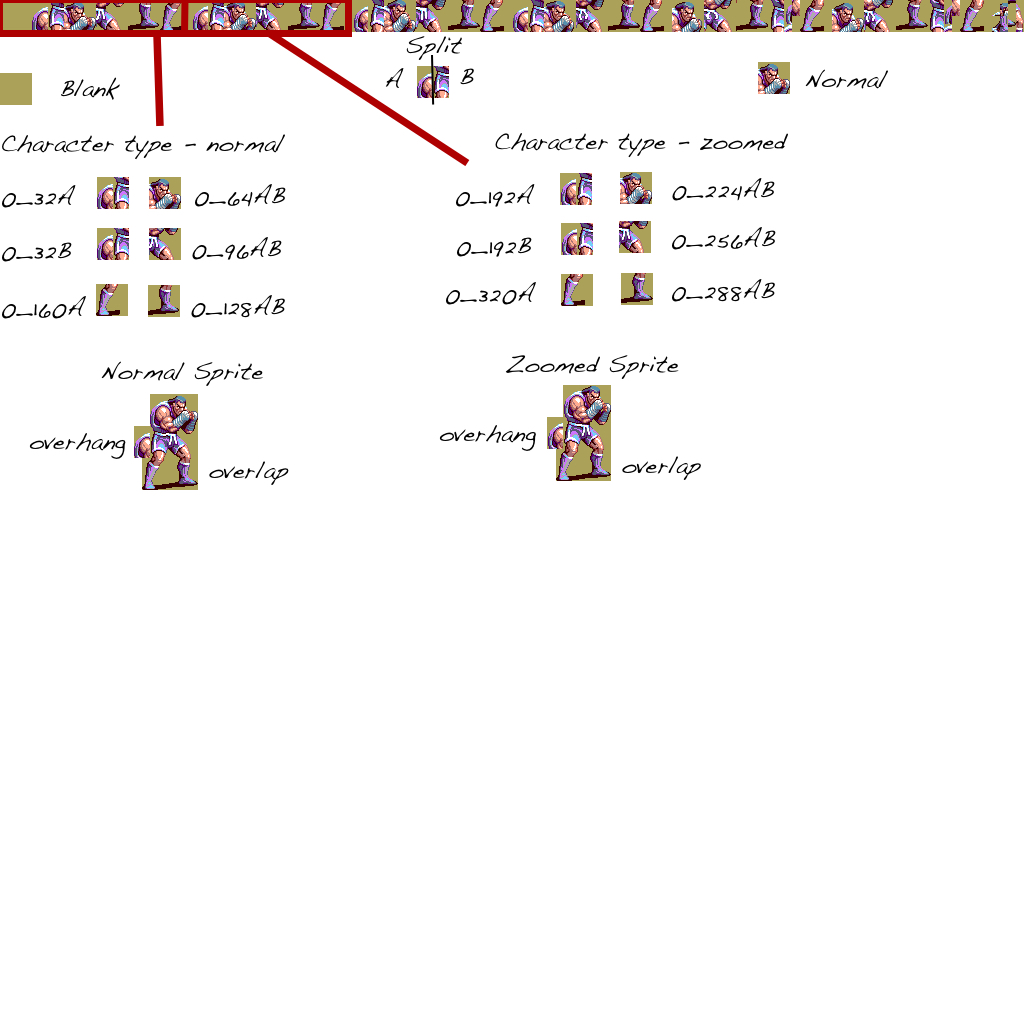 Split
A B
Blank
Normal
Character type - normal
Character type - zoomed
0_32A 0_64AB
0_192A 0_224AB
0_32B 0_96AB
0_192B 0_256AB
0_160A 0_128AB
0_320A 0_288AB
Normal Sprite
Zoomed Sprite
overhang
overlap
overhang
overlap